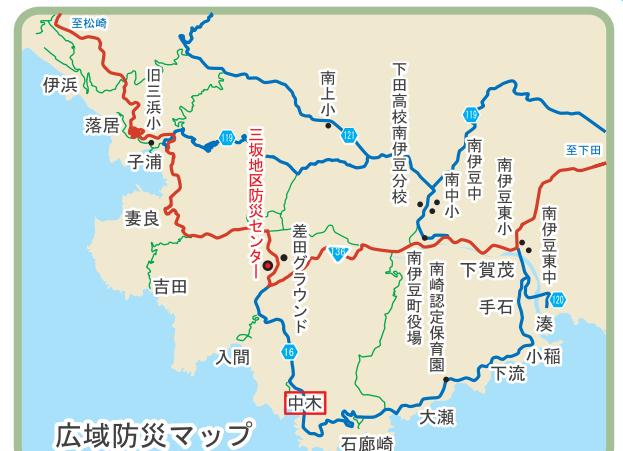 至松崎
伊浜
旧三浜小
落居
子浦
119
南上小
121
下田高校南伊豆分校
119
南伊豆中
南中小
至下田
南伊豆東小
南伊豆東中
三坂地区防災センター
妻良
差田グラウンド
136
吉田
南伊豆町役場
南崎認定保育園
下賀茂
手石
120
湊
入間
16
小稲
下流
中木
大瀬
石廊崎
広域防災マップ